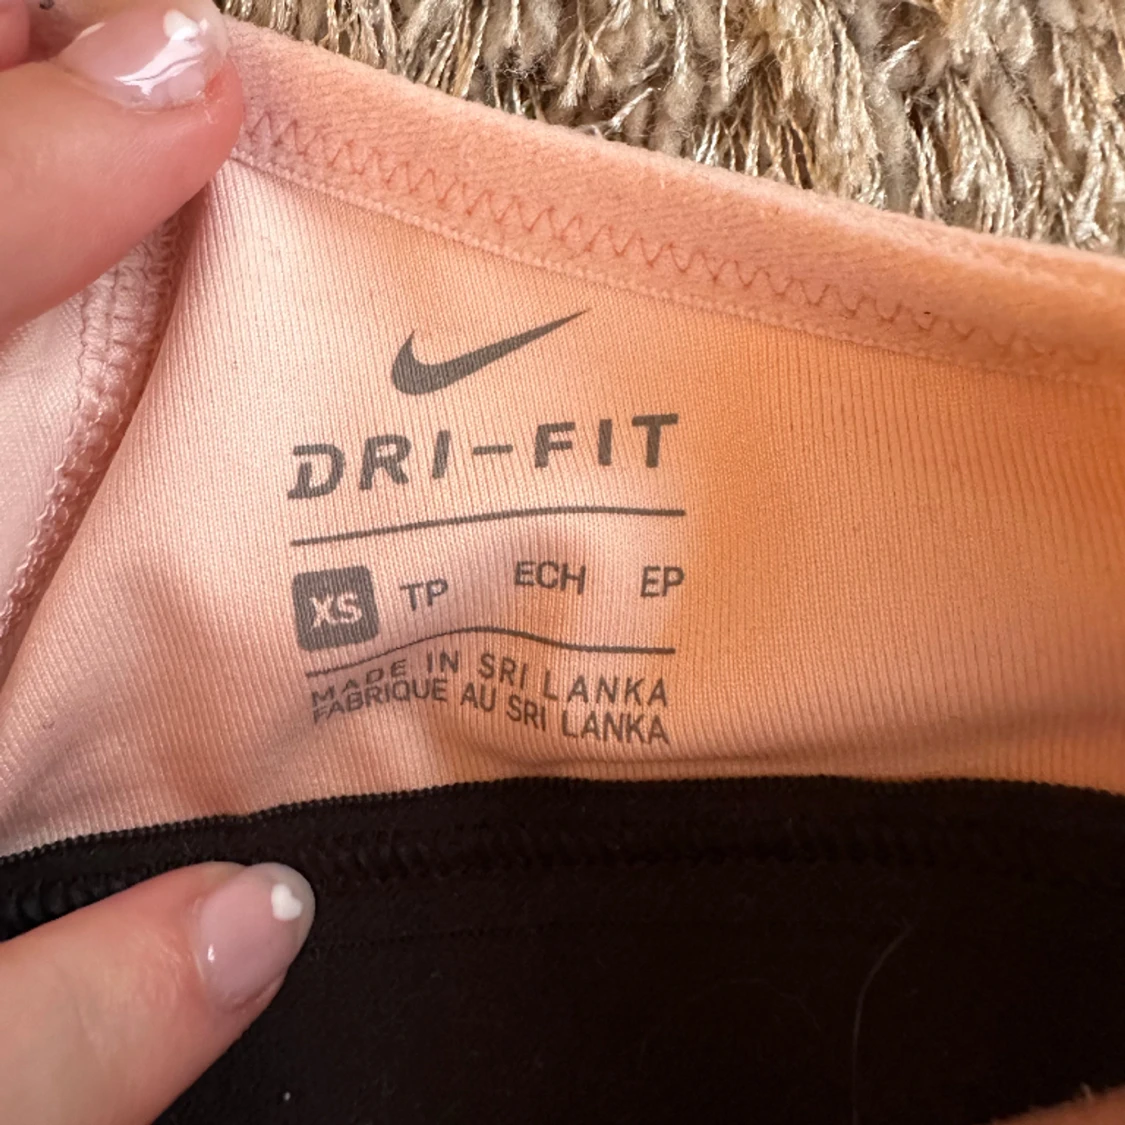 DRI-FIT
XS TP ECH EP
MADE IN SRI LANKA
FABRIQUE AU SRI LANKA